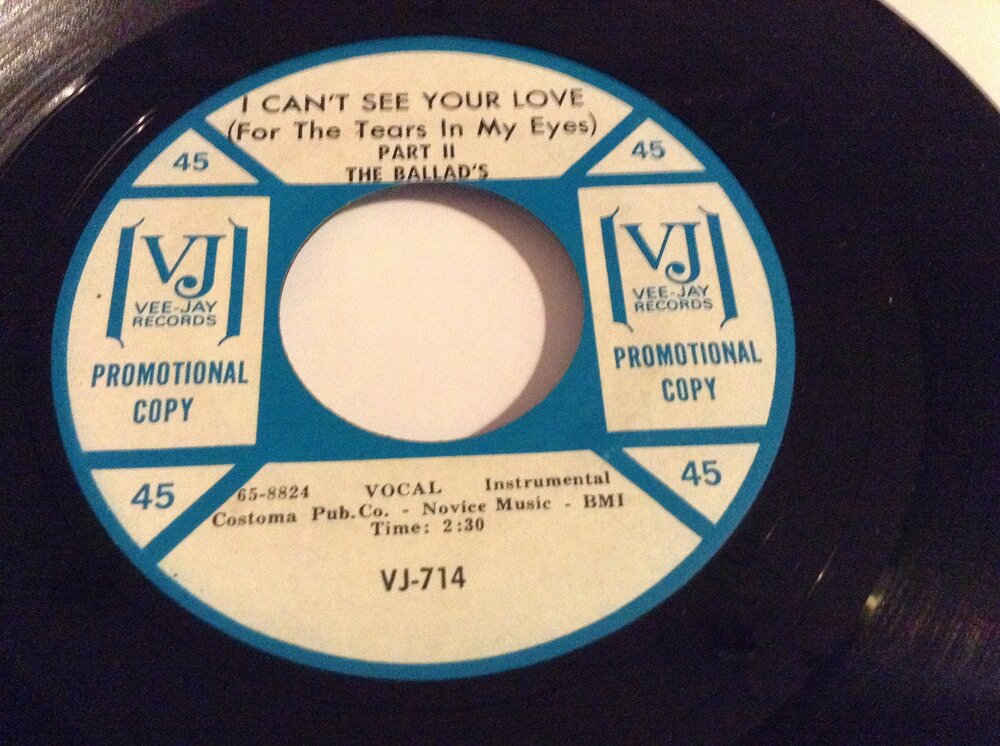 I CAN'T SEE YOUR LOVE
(For The Tears In My Eyes)
PART II
THE BALLAD'S
45
45
VJ
VEE-JAY
RECORDS
PROMOTIONAL
COPY
VJ
VEE-JAY
RECORDS
PROMOTIONAL
COPY
45
45
65-8824 VOCAL Instrumental
Costoma Pub.Co. - Novice Music - BMI
Time: 2:30
VJ-714